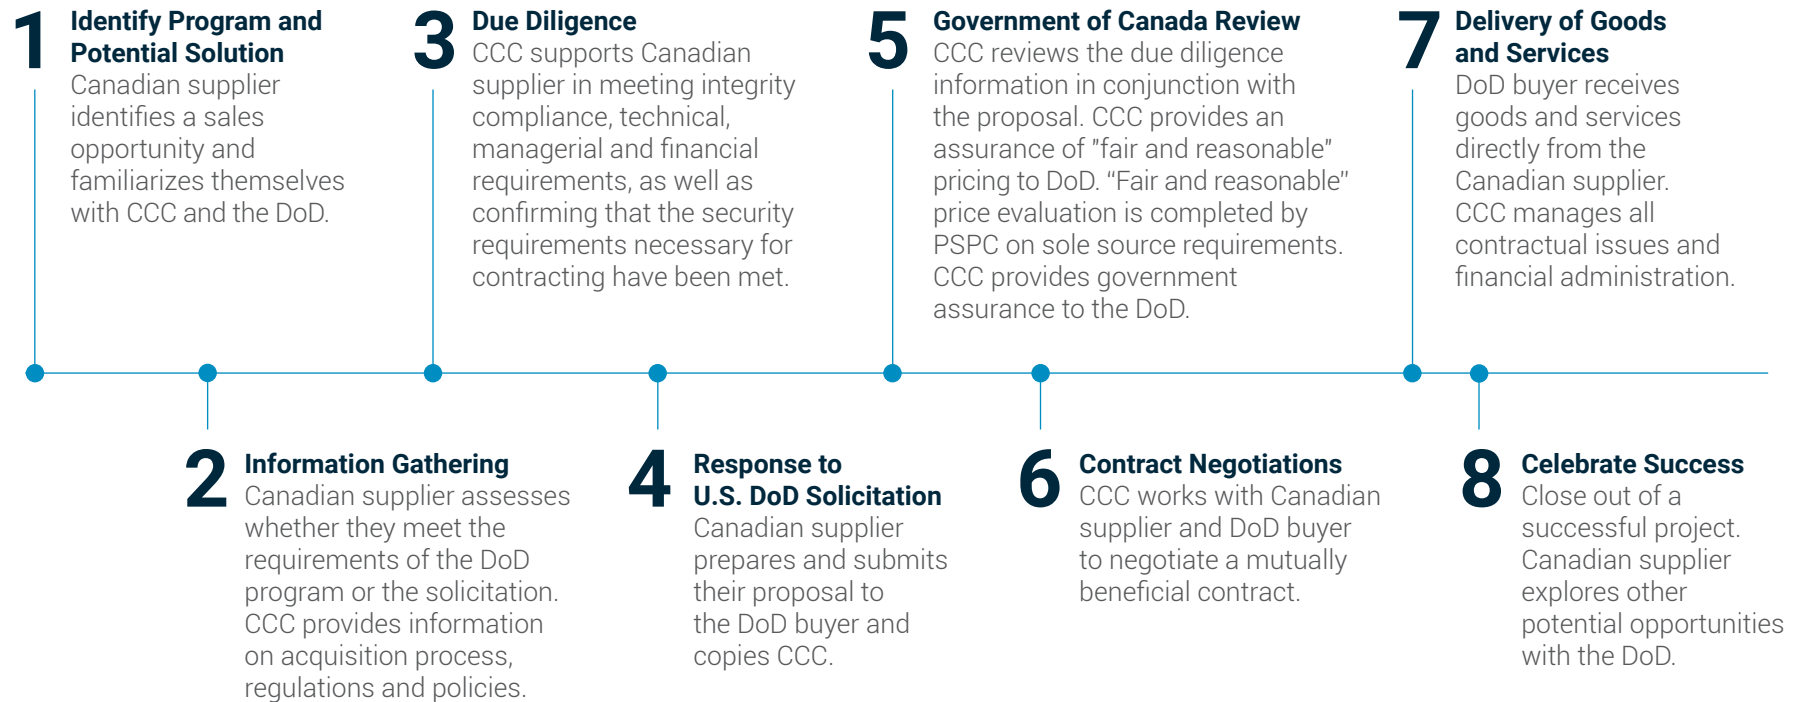 1
Identify Program and
Potential Solution
Canadian supplier
identifies a sales
opportunity and
familiarizes themselves
with CCC and the DoD.
2
Information Gathering
Canadian supplier assesses
whether they meet the
requirements of the DoD
program or the solicitation.
CCC provides information
on acquisition process,
regulations and policies.
3
Due Diligence
CCC supports Canadian
supplier in meeting integrity
compliance, technical,
managerial and financial
requirements, as well as
confirming that the security
requirements necessary for
contracting have been met.
4
Response to
U.S. DoD Solicitation
Canadian supplier
prepares and submits
their proposal to
the DoD buyer and
copies CCC.
5
Government of Canada Review
CCC reviews the due diligence
information in conjunction with
the proposal. CCC provides an
assurance of "fair and reasonable"
pricing to DoD. “Fair and reasonable”
price evaluation is completed by
PSPC on sole source requirements.
CCC provides government
assurance to the DoD.
6
Contract Negotiations
CCC works with Canadian
supplier and DoD buyer
to negotiate a mutually
beneficial contract.
7
Delivery of Goods
and Services
DoD buyer receives
goods and services
directly from the
Canadian supplier.
CCC manages all
contractual issues and
financial administration.
8
Celebrate Success
Close out of a
successful project.
Canadian supplier
explores other
potential opportunities
with the DoD.